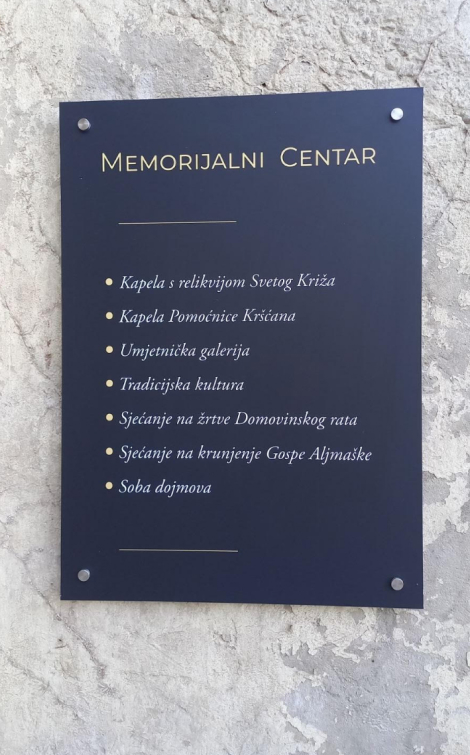 Memorijalni Centar
• Kapela s relikvijom Svetog Križa
• Kapela Pomoćnice Kršćana
• Umjetnička galerija
• Tradicijska kultura
• Sjećanje na žrtve Domovinskog rata
• Sjećanje na krunjenje Gospe Aljmaške
• Soba dojmova